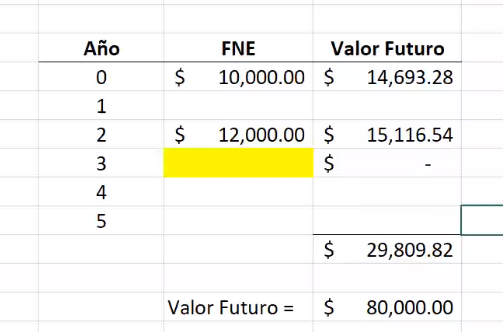 Año FNE Valor Futuro
0 $ 10,000.00 $ 14,693.28
1
2 $ 12,000.00 $ 15,116.54
3 $ -
4
5
$ 29,809.82
Valor Futuro = $ 80,000.00